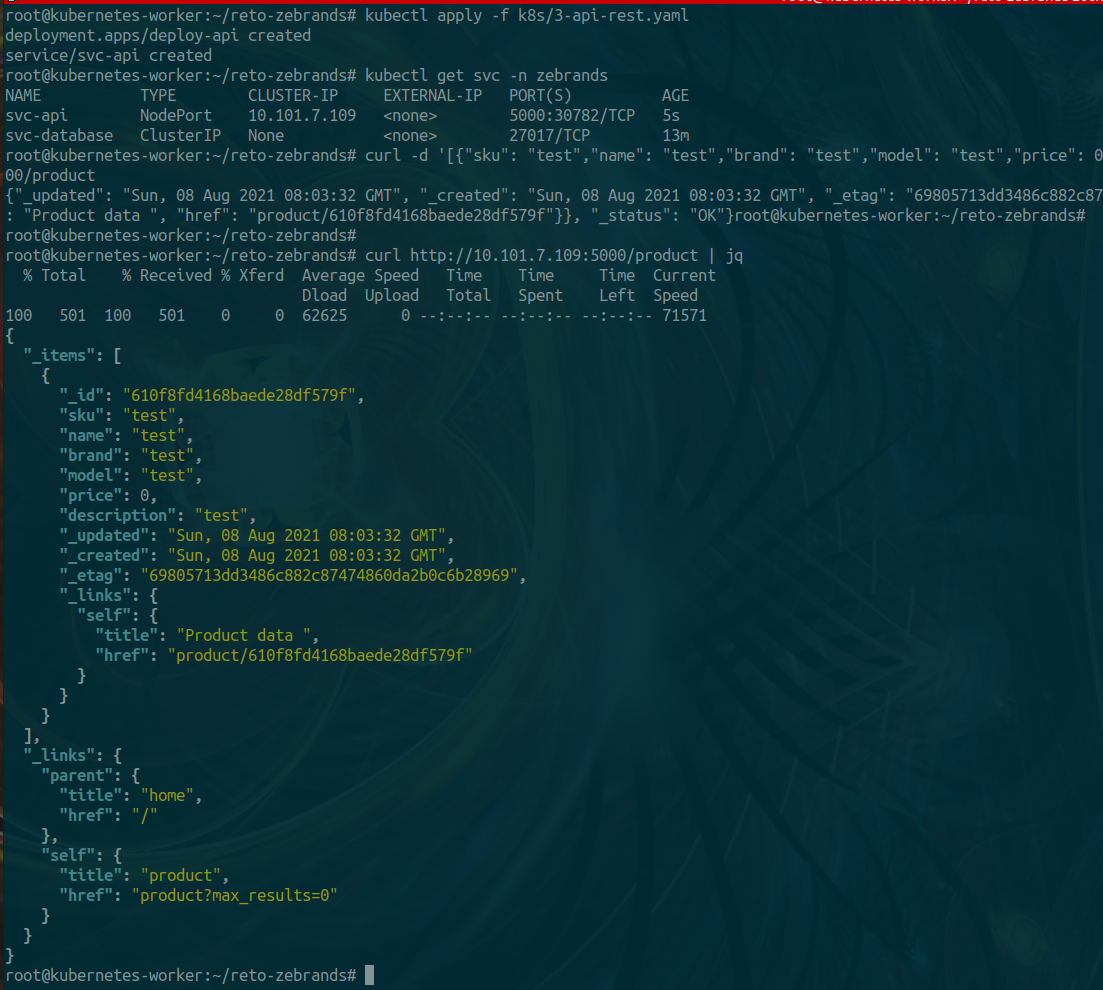 root@kubernetes-worker:~/reto-zebrands# kubectl apply -f k8s/3-api-rest.yaml
deployment.apps/deploy-api created
service/svc-api created
root@kubernetes-worker:~/reto-zebrands# kubectl get svc -n zebrands
NAME           TYPE        CLUSTER-IP     EXTERNAL-IP   PORT(S)          AGE
svc-api        NodePort    10.101.7.109   <none>        5000:30782/TCP   5s
svc-database   ClusterIP   None           <none>        27017/TCP        13m
root@kubernetes-worker:~/reto-zebrands# curl -d '[{"sku": "test","name": "test","brand": "test","model": "test","price": 0
00/product
{"_updated": "Sun, 08 Aug 2021 08:03:32 GMT", "_created": "Sun, 08 Aug 2021 08:03:32 GMT", "_etag": "69805713dd3486c882c87
: "Product data ", "href": "product/610f8fd4168baede28df579f"}}, "_status": "OK"}root@kubernetes-worker:~/reto-zebrands#
root@kubernetes-worker:~/reto-zebrands#
root@kubernetes-worker:~/reto-zebrands# curl http://10.101.7.109:5000/product | jq
  % Total    % Received % Xferd  Average Speed   Time    Time     Time  Current
                                 Dload  Upload   Total   Spent    Left  Speed
100   501  100   501    0     0  62625      0 --:--:-- --:--:-- --:--:-- 71571
{
  "_items": [
    {
      "_id": "610f8fd4168baede28df579f",
      "sku": "test",
      "name": "test",
      "brand": "test",
      "model": "test",
      "price": 0,
      "description": "test",
      "_updated": "Sun, 08 Aug 2021 08:03:32 GMT",
      "_created": "Sun, 08 Aug 2021 08:03:32 GMT",
      "_etag": "69805713dd3486c882c87474860da2b0c6b28969",
      "_links": {
        "self": {
          "title": "Product data ",
          "href": "product/610f8fd4168baede28df579f"
        }
      }
    }
  ],
  "_links": {
    "parent": {
      "title": "home",
      "href": "/"
    },
    "self": {
      "title": "product",
      "href": "product?max_results=0"
    }
  }
}
root@kubernetes-worker:~/reto-zebrands#